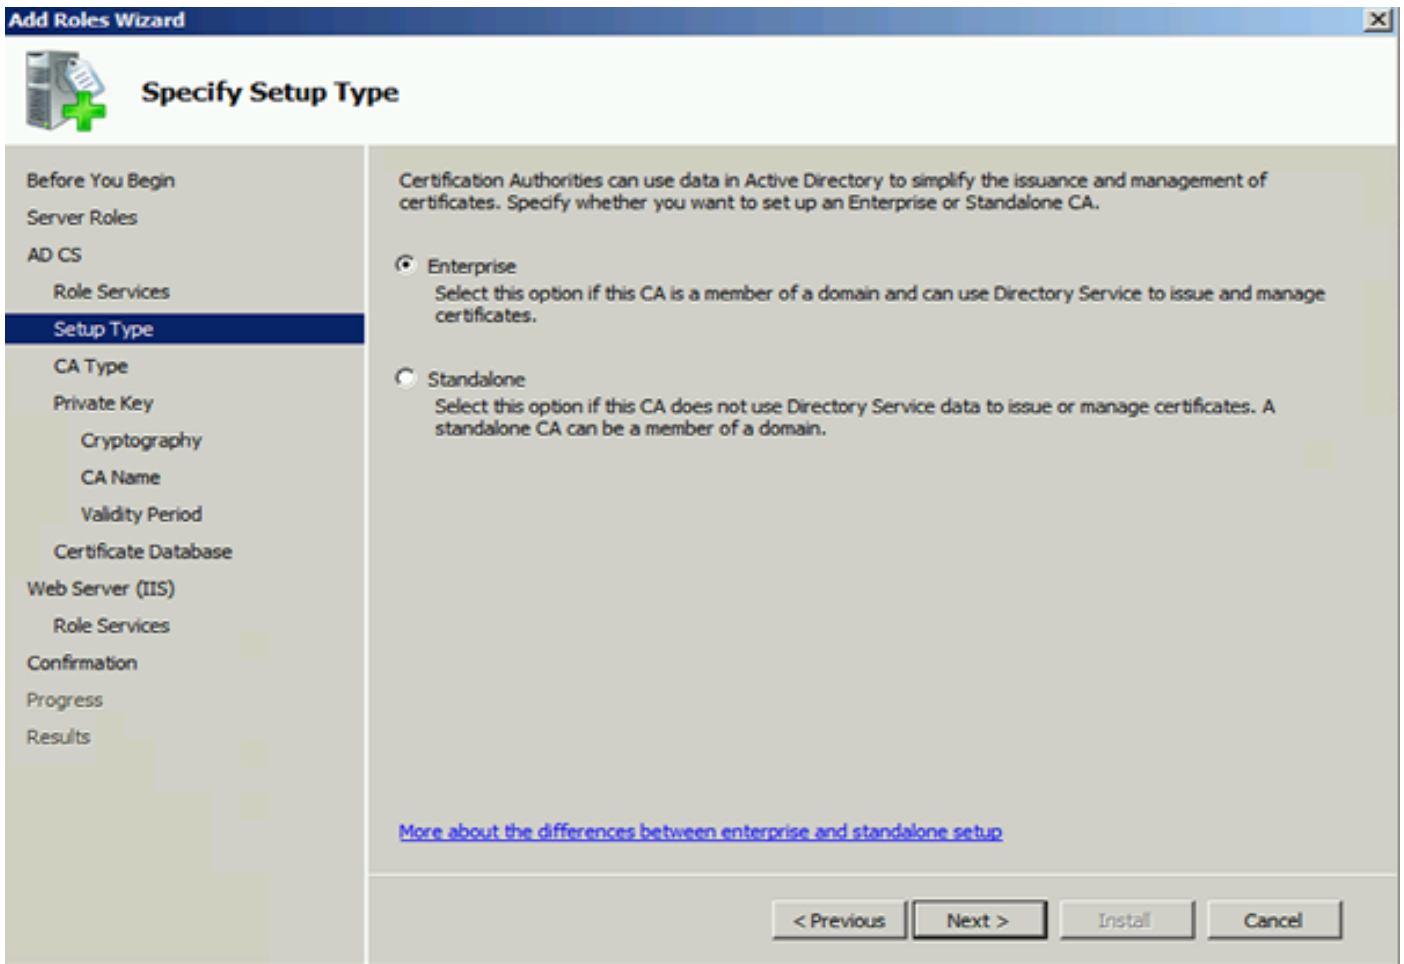 Add Roles Wizard
Specify Setup Type
Before You Begin
Server Roles
AD CS
Role Services
Setup Type
CA Type
Private Key
Cryptography
CA Name
Validity Period
Certificate Database
Web Server (IIS)
Role Services
Confirmation
Progress
Results
Certification Authorities can use data in Active Directory to simplify the issuance and management of
certificates. Specify whether you want to set up an Enterprise or Standalone CA.
Enterprise
Select this option if this CA is a member of a domain and can use Directory Service to issue and manage
certificates.
Standalone
Select this option if this CA does not use Directory Service data to issue or manage certificates. A
standalone CA can be a member of a domain.
More about the differences between enterprise and standalone setup
< Previous Next > Install Cancel